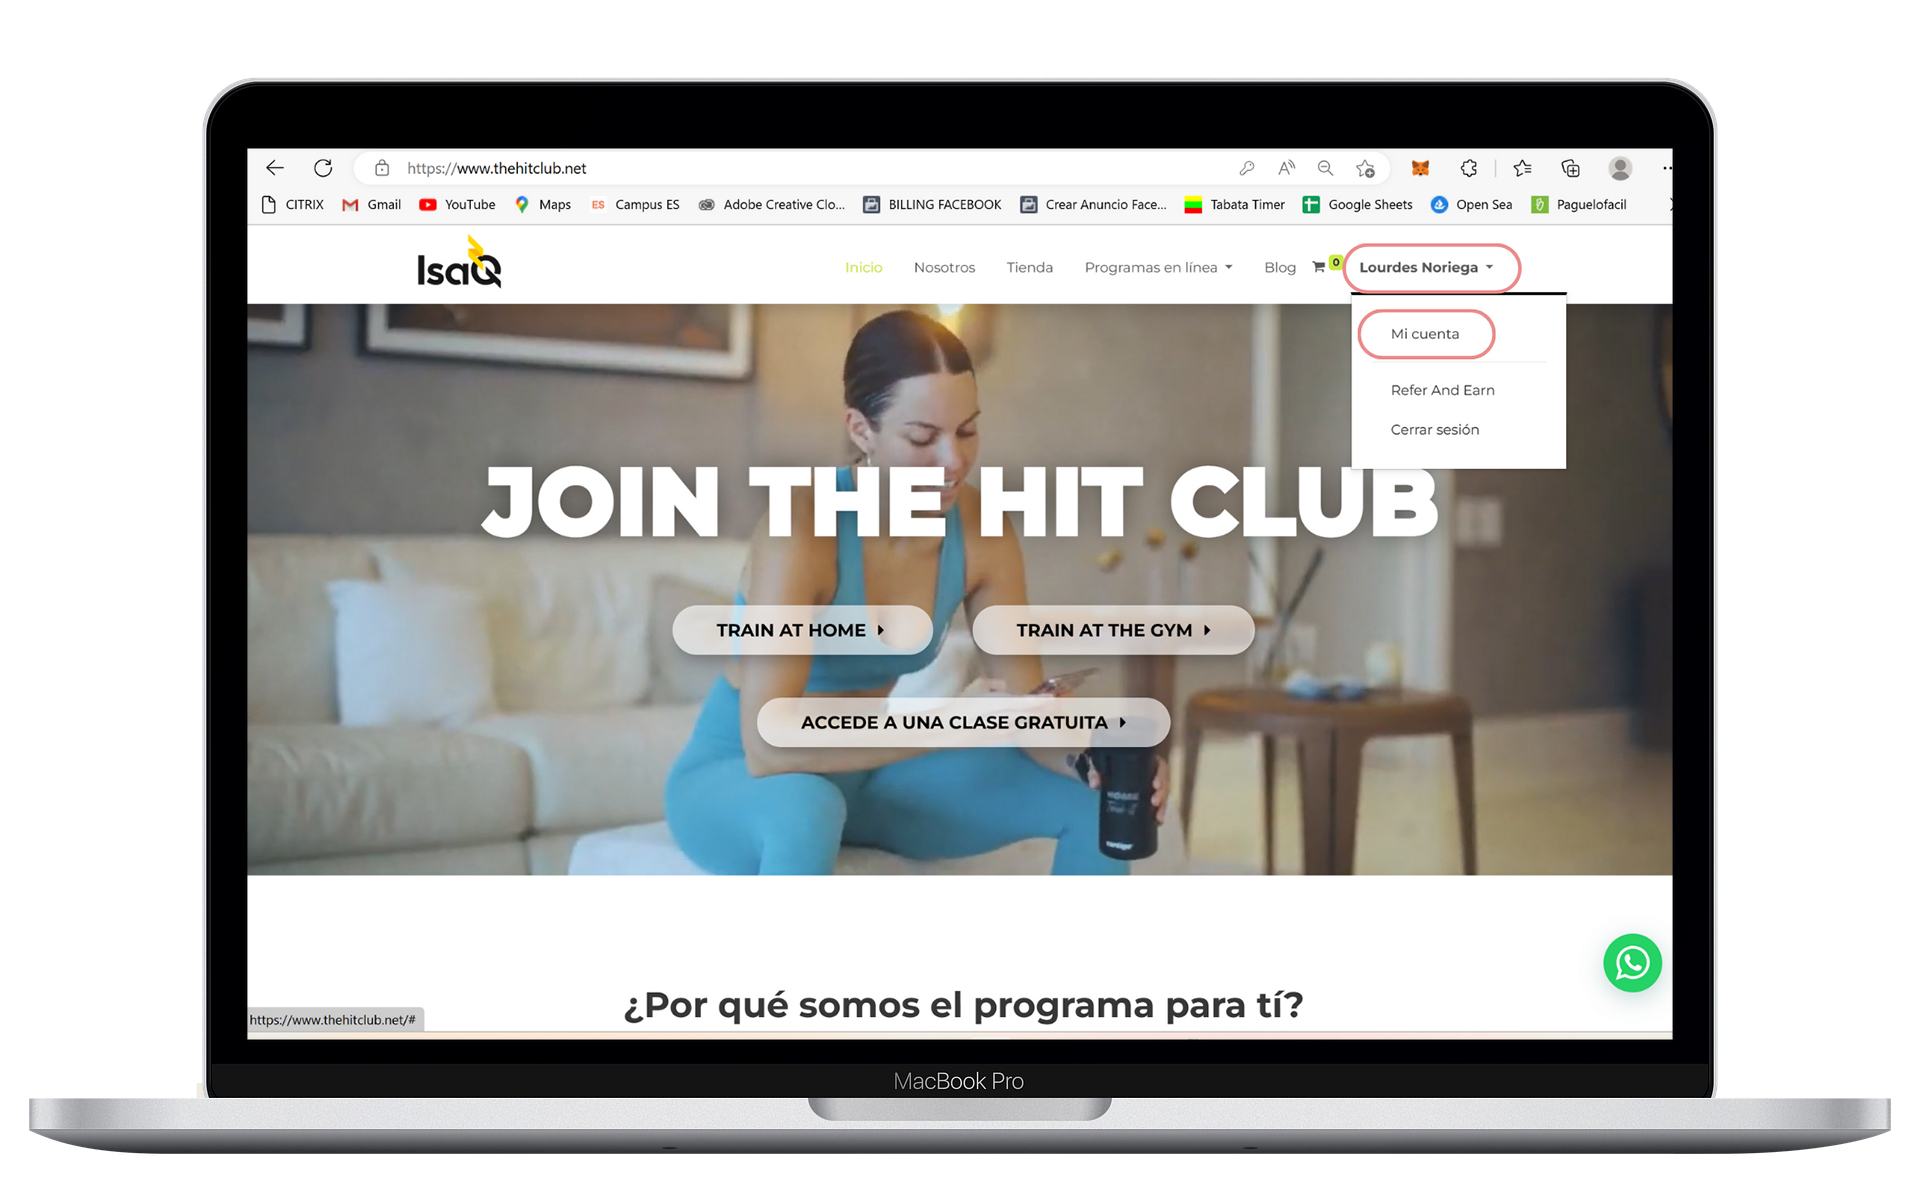 https://www.thehitclub.net
CITRIX Gmail YouTube Maps ES Campus ES Adobe Creative Clo... BILLING FACEBOOK Crear Anuncio Face... Tabata Timer Google Sheets Open Sea Paguelofacil
IsaQ
Inicio Nosotros Tienda Programas en línea Blog 0 Lourdes Noriega
Mi cuenta
Refer And Earn
Cerrar sesión
JOIN THE HIT CLUB
TRAIN AT HOME TRAIN AT THE GYM
ACCEDE A UNA CLASE GRATUITA
contigo
¿Por qué somos el programa para tí?
https://www.thehitclub.net/#
MacBook Pro